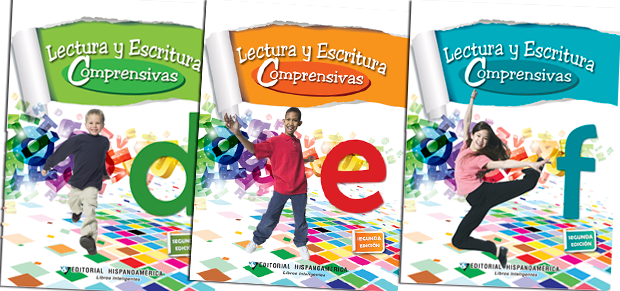 Lectura y Escritura
Comprensivas
d
SEGUNDA
EDICIÓN
EDITORIAL HISPANOAMERICA
Libros Inteligentes
Lectura y Escritura
Comprensivas
e
SEGUNDA
EDICIÓN
EDITORIAL HISPANOAMERICA
Libros Inteligentes
Lectura y Escritura
Comprensivas
f
SEGUNDA
EDICIÓN
EDITORIAL HISPANOAMERICA
Libros Inteligentes